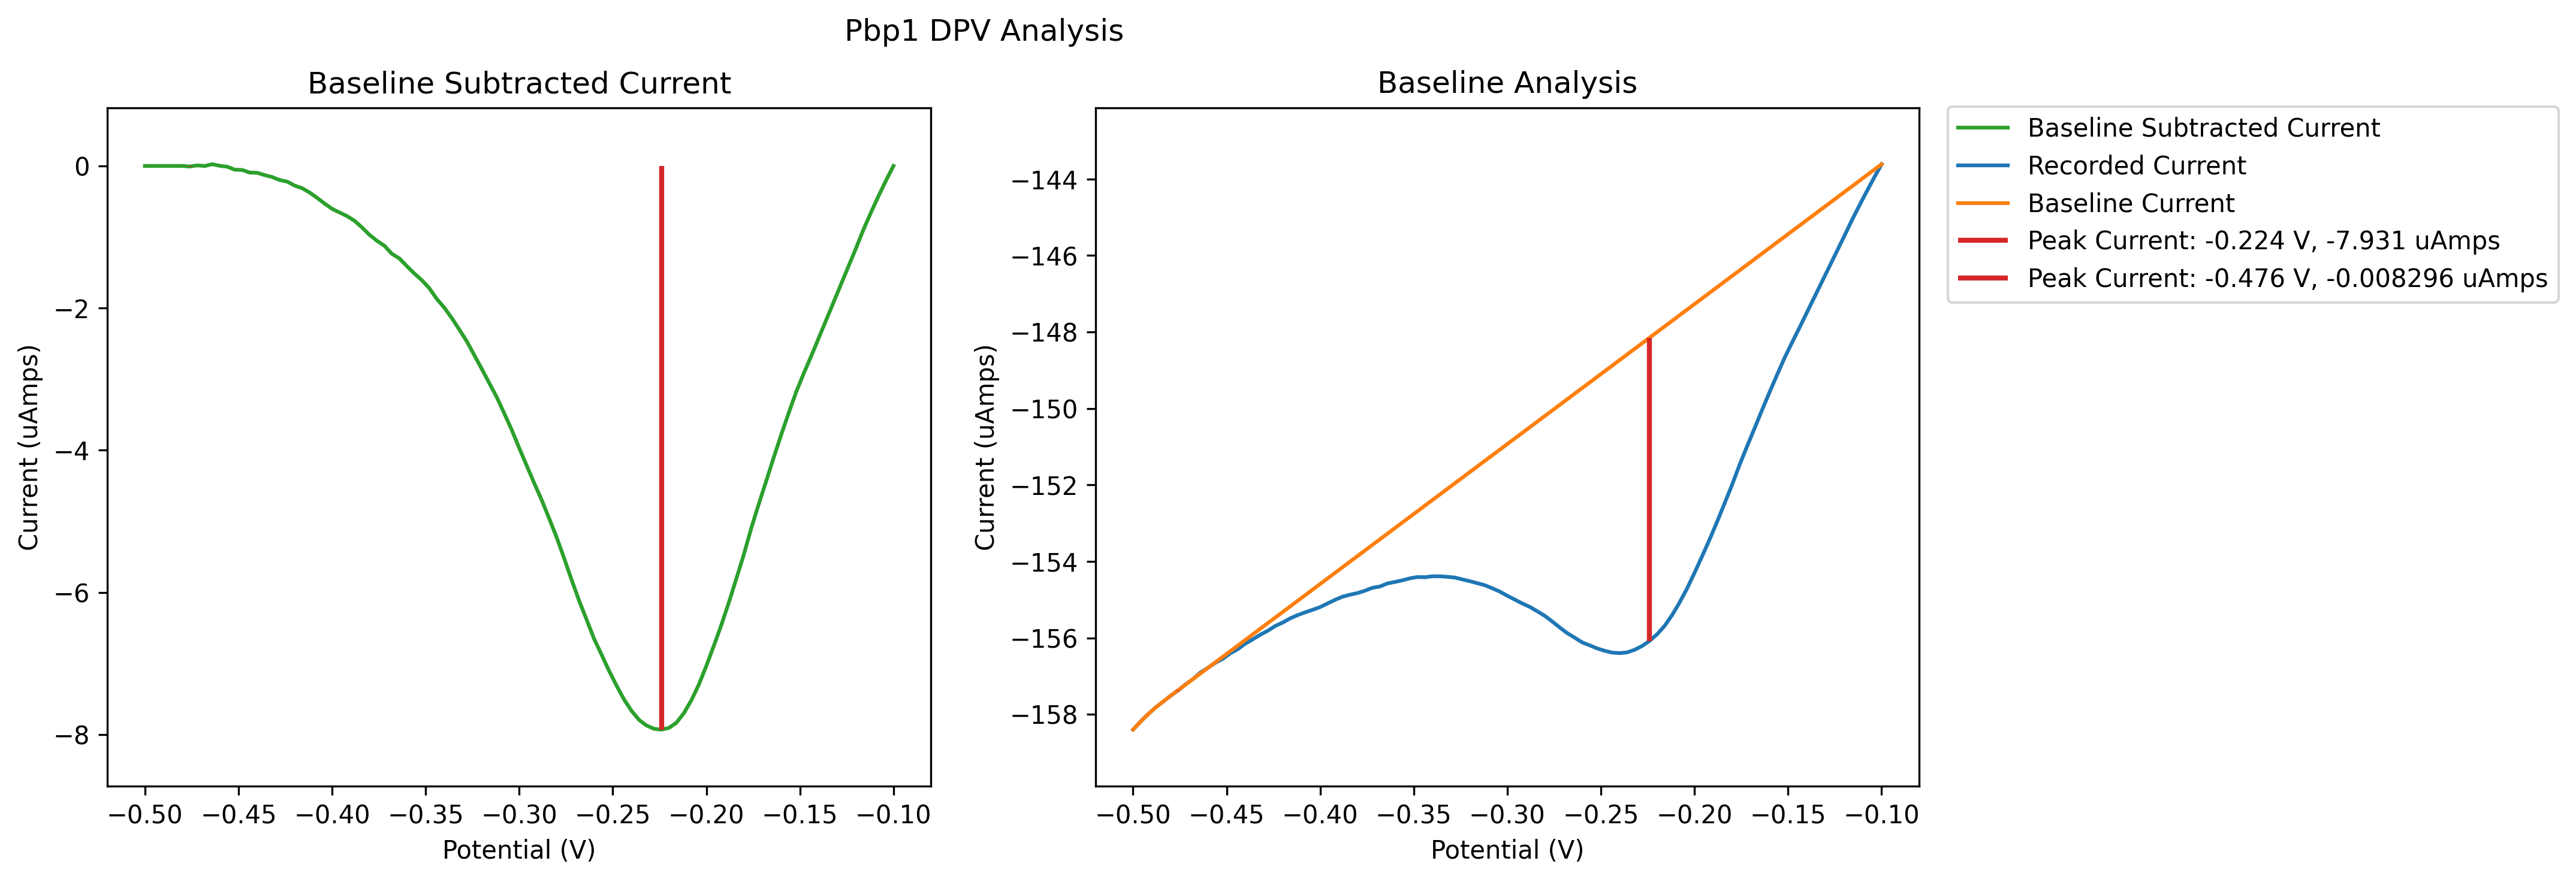 Pbp1 DPV Analysis
Baseline Subtracted Current
Current (uAmps)
0
−2
−4
−6
−8
−0.50 −0.45 −0.40 −0.35 −0.30 −0.25 −0.20 −0.15 −0.10
Potential (V)
Baseline Analysis
Current (uAmps)
−144
−146
−148
−150
−152
−154
−156
−158
−0.50 −0.45 −0.40 −0.35 −0.30 −0.25 −0.20 −0.15 −0.10
Potential (V)
Baseline Subtracted Current
Recorded Current
Baseline Current
Peak Current: -0.224 V, -7.931 uAmps
Peak Current: -0.476 V, -0.008296 uAmps